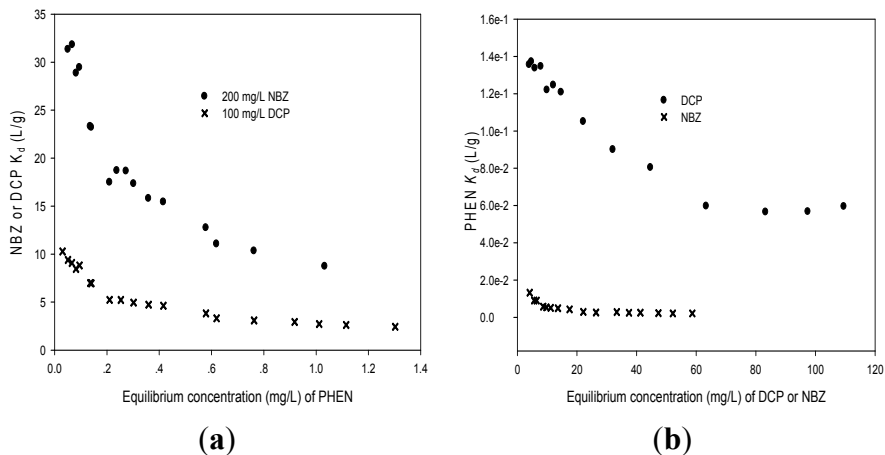 35
30
25
20
15
10
5
0
NBZ or DCP Kd (L/g)
200 mg/L NBZ
100 mg/L DCP
0.0 .2 .4 .6 .8 1.0 1.2 1.4
Equilibrium concentration (mg/L) of PHEN
(a)
1.6e-1
1.4e-1
1.2e-1
1.0e-1
8.0e-2
6.0e-2
4.0e-2
2.0e-2
0.0
PHEN Kd (L/g)
DCP
NBZ
0 20 40 60 80 100 120
Equilibrium concentration (mg/L) of DCP or NBZ
(b)